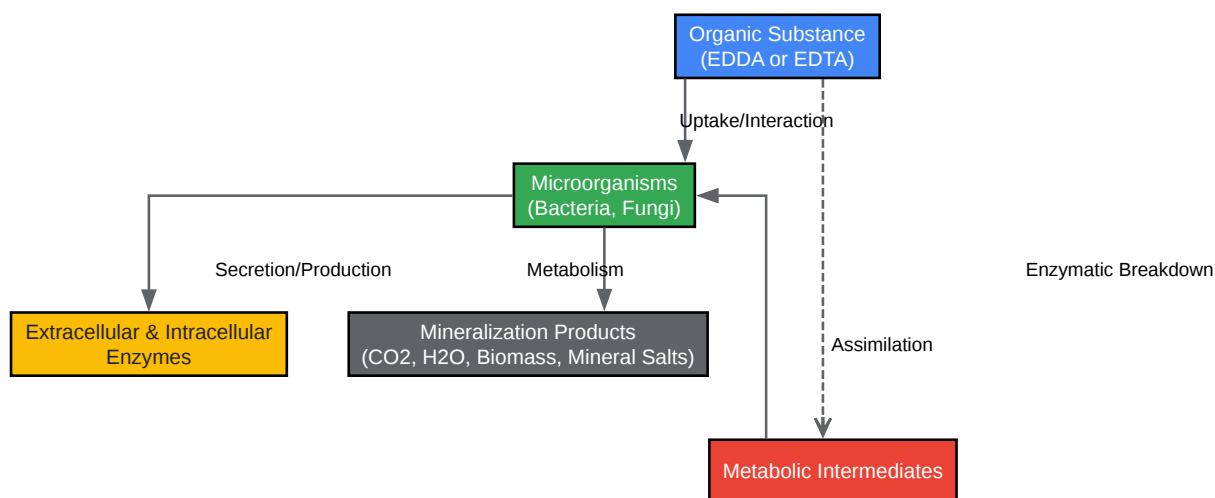 Organic Substance
(EDDA or EDTA)
Uptake/Interaction
Microorganisms
(Bacteria, Fungi)
Secretion/Production
Metabolism
Enzymatic Breakdown
Extracellular & Intracellular
Enzymes
Mineralization Products
(CO2, H2O, Biomass, Mineral Salts)
Assimilation
Metabolic Intermediates